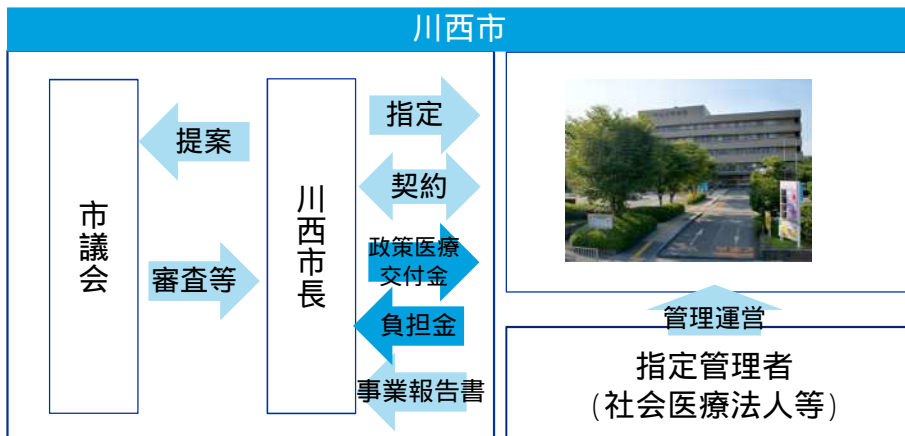 川西市
市議会
提案
審査等
川西市長
指定
契約
政策医療
交付金
負担金
事業報告書
管理運営
指定管理者
(社会医療法人等)